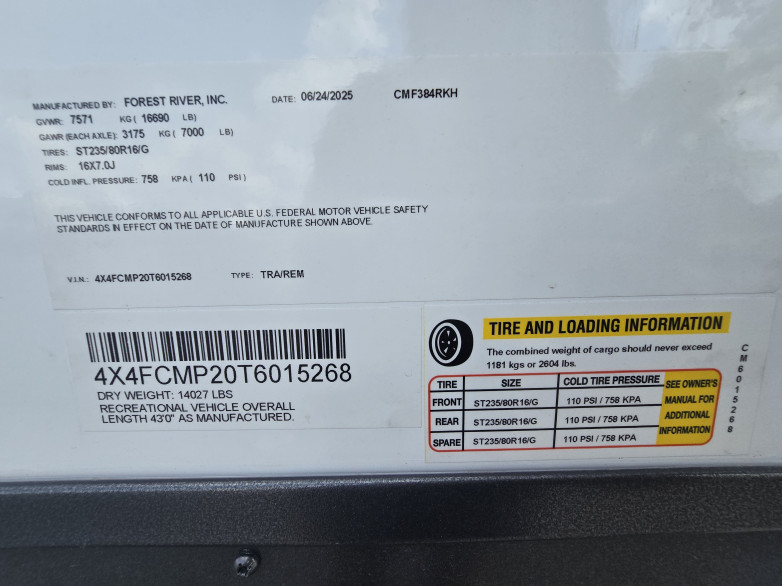 MANUFACTURED BY: FOREST RIVER, INC. DATE: 06/24/2025 CMF384RKH
GVWR: 7571 KG ( 16690 LB)
GAWR (EACH AXLE): 3175 KG ( 7000 LB)
TIRES: ST235/80R16/G
RIMS: 16X7.0J
COLD INFL. PRESSURE: 758 KPA ( 110 PSI)
THIS VEHICLE CONFORMS TO ALL APPLICABLE U.S. FEDERAL MOTOR VEHICLE SAFETY
STANDARDS IN EFFECT ON THE DATE OF MANUFACTURE SHOWN ABOVE.
V.I.N.: 4X4FCMP20T6015268 TYPE: TRA/REM
4X4FCMP20T6015268
DRY WEIGHT: 14027 LBS
RECREATIONAL VEHICLE OVERALL
LENGTH 43'0" AS MANUFACTURED.
TIRE AND LOADING INFORMATION
The combined weight of cargo should never exceed
1181 kgs or 2604 lbs.
TIRE SIZE COLD TIRE PRESSURE
FRONT ST235/80R16/G 110 PSI / 758 KPA
REAR ST235/80R16/G 110 PSI / 758 KPA
SPARE ST235/80R16/G 110 PSI / 758 KPA
SEE OWNER'S
MANUAL FOR
ADDITIONAL
INFORMATION
CM6015268